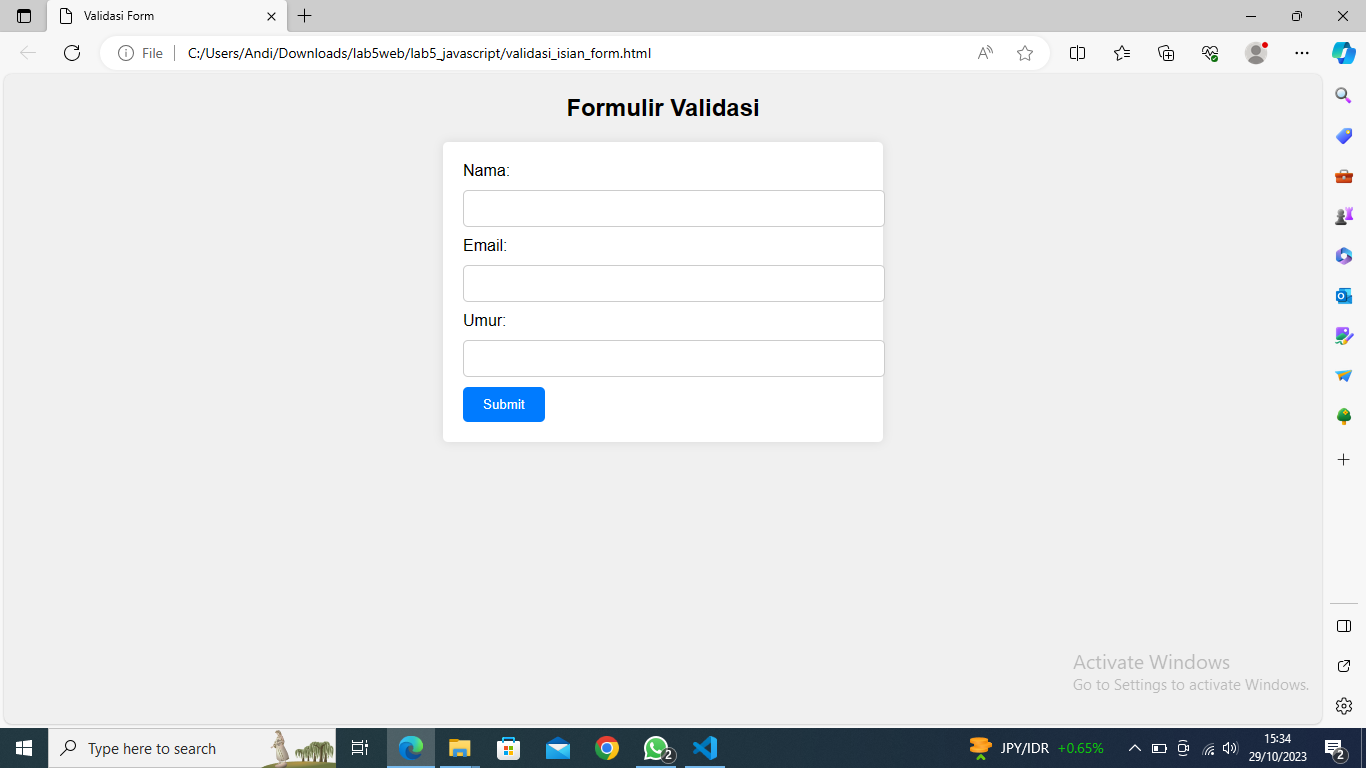 Validasi Form
File
C:/Users/Andi/Downloads/lab5web/lab5_javascript/validasi_isian_form.html
Formulir Validasi
Nama:
Email:
Umur:
Submit
Activate Windows
Go to Settings to activate Windows.
Type here to search
2
JPY/IDR +0.65%
15:34
29/10/2023
2